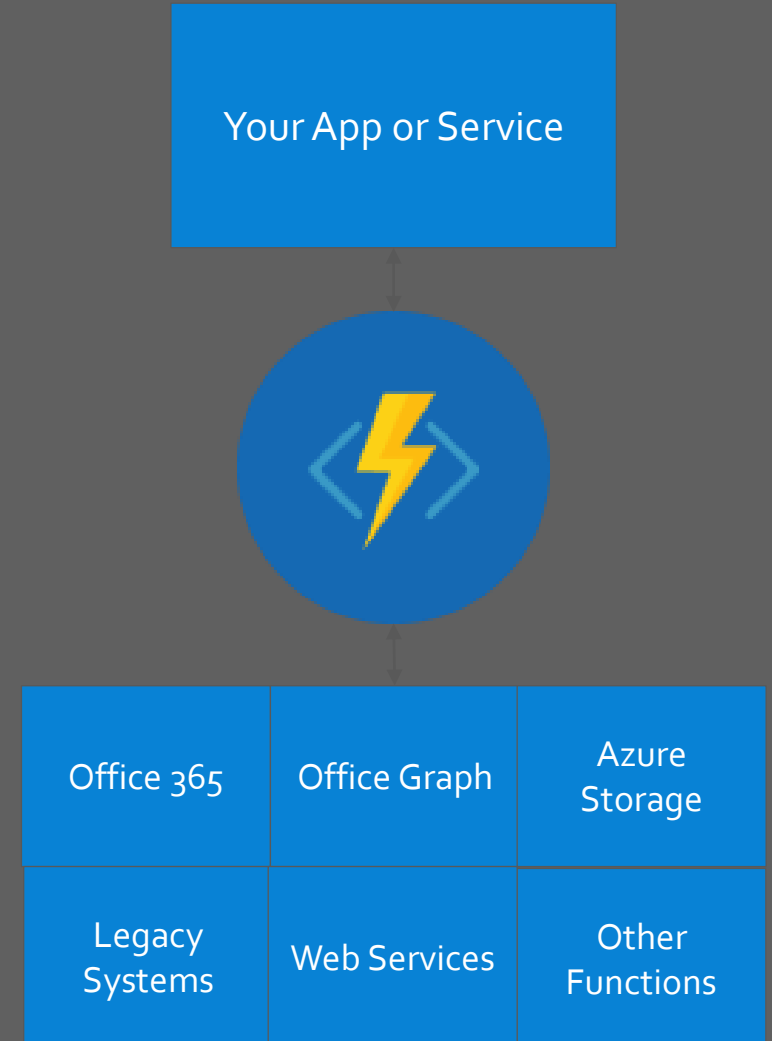 Your App or Service
Office 365
Office Graph
Azure
Storage
Legacy
Systems
Web Services
Other
Functions